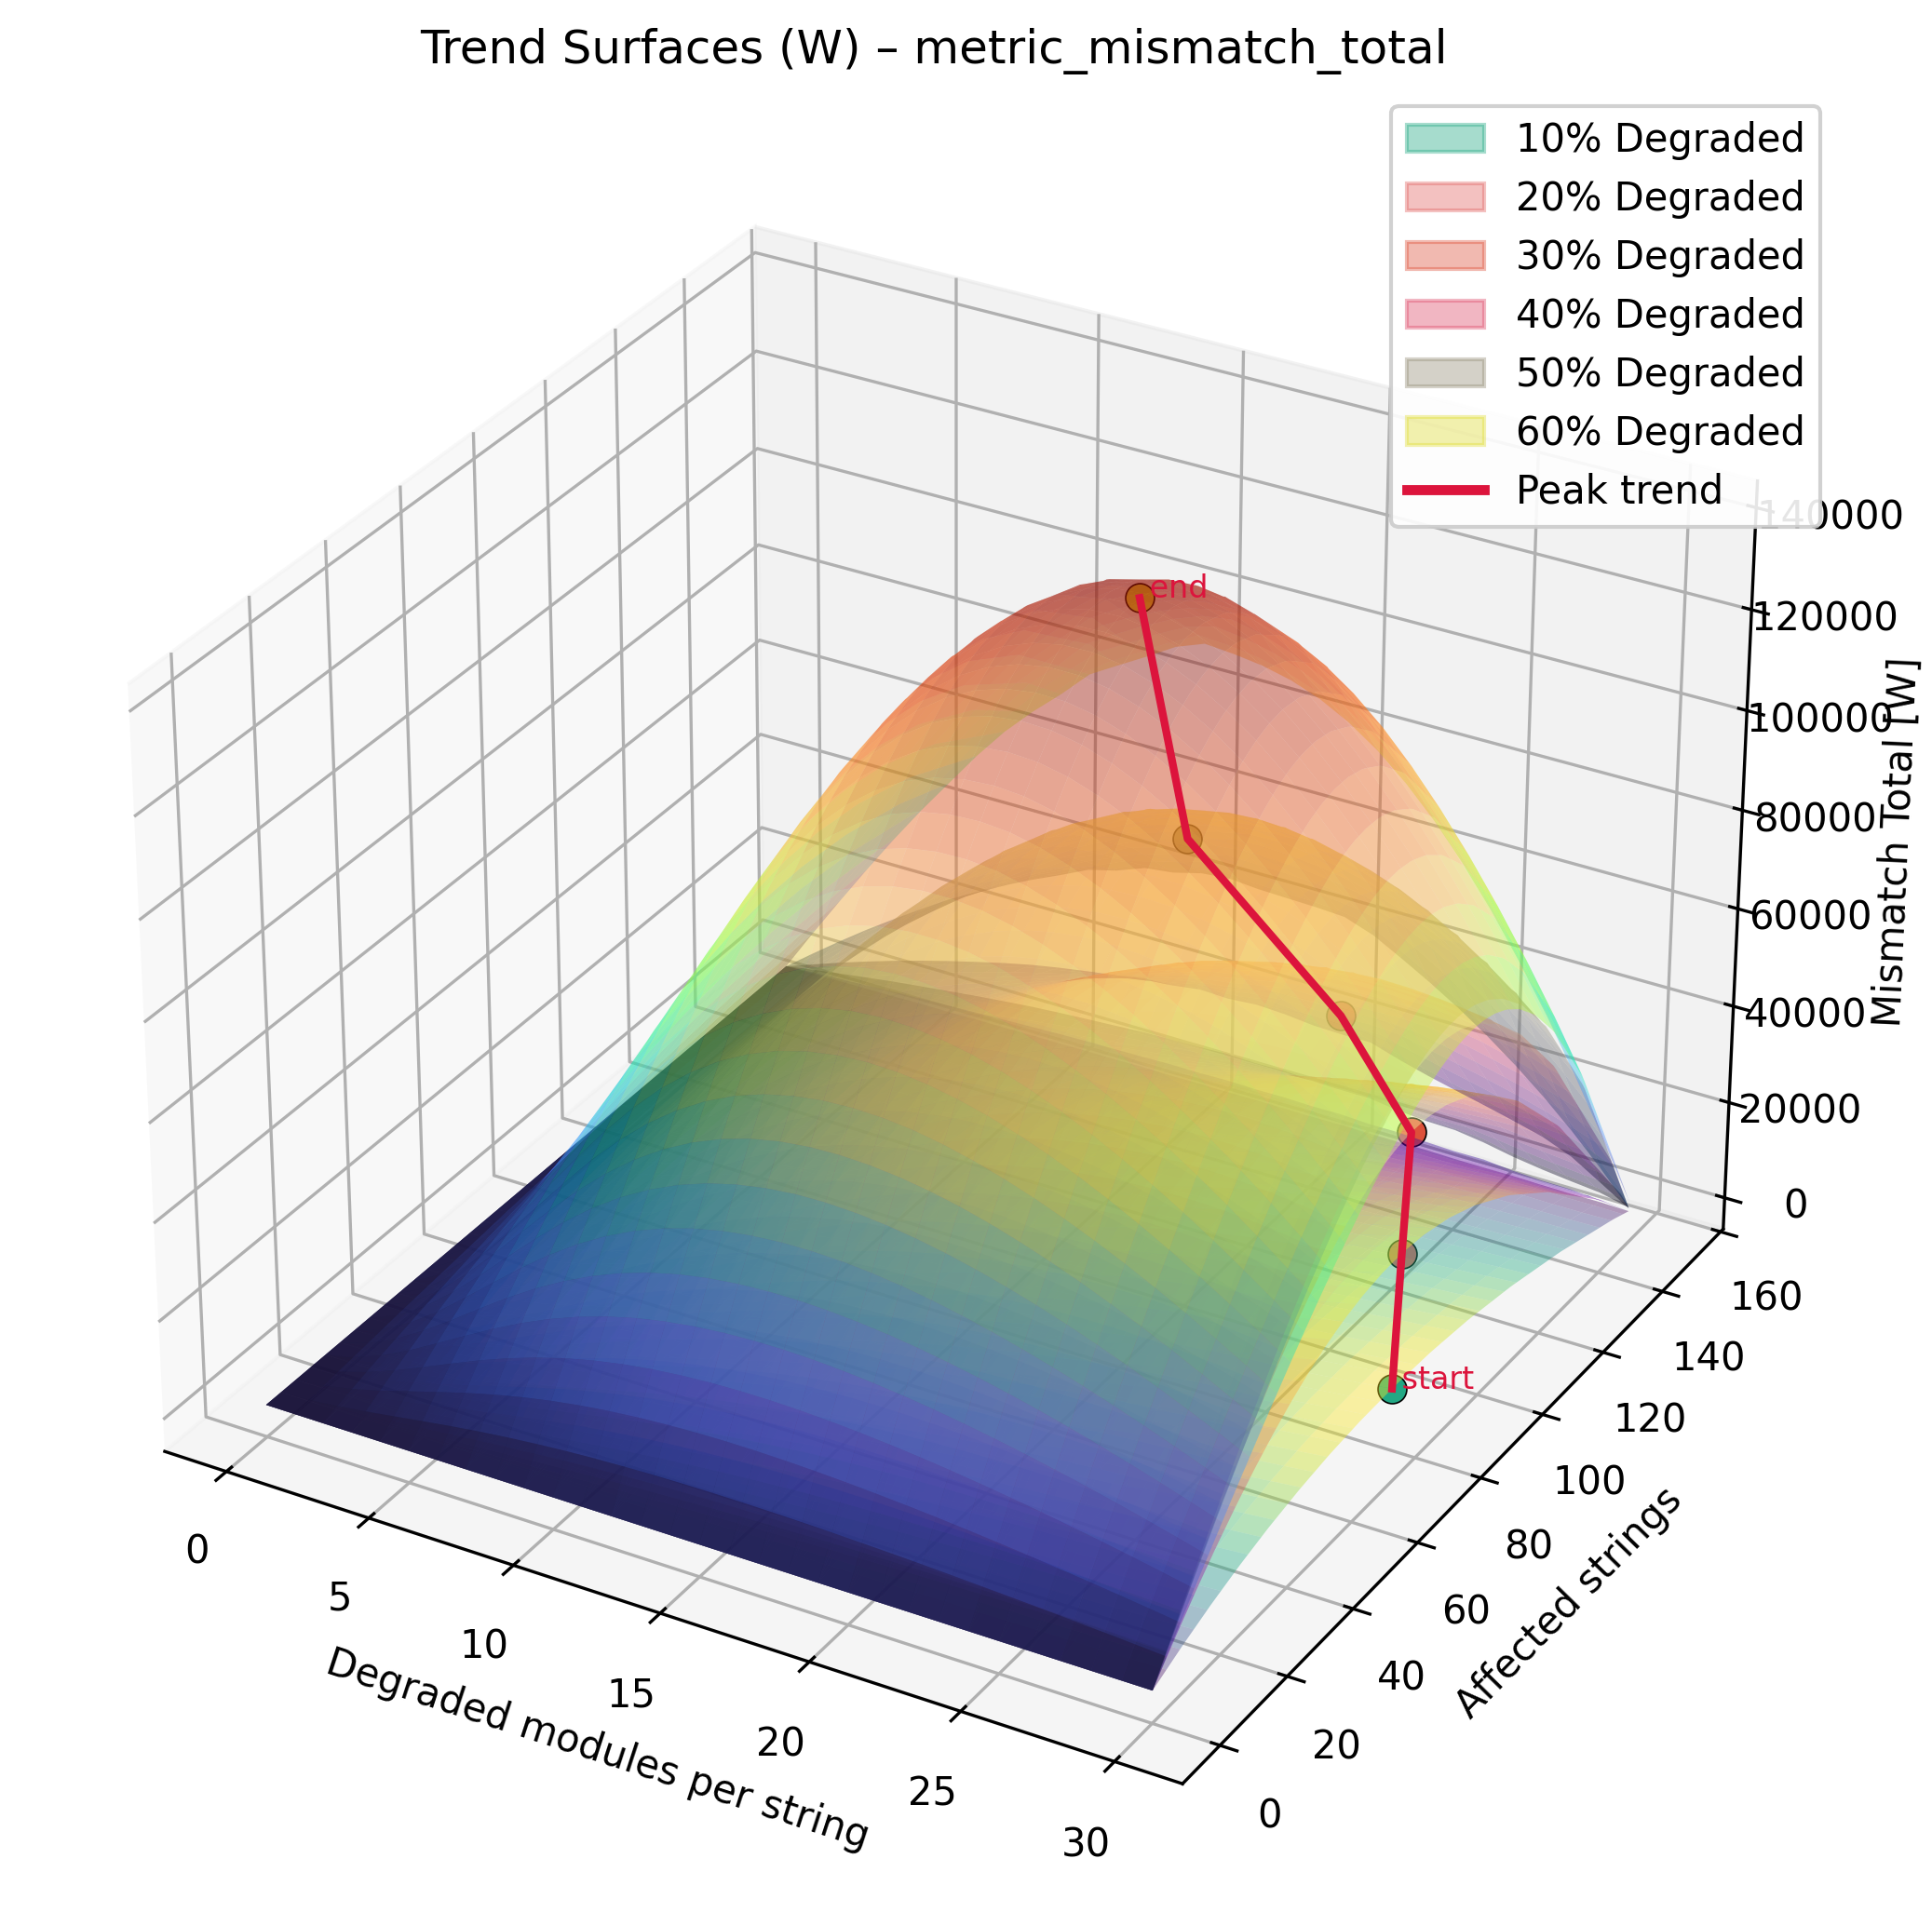 Trend Surfaces (W) – metric_mismatch_total
10% Degraded
20% Degraded
30% Degraded
40% Degraded
50% Degraded
60% Degraded
Peak trend
end
start
140000
120000
100000
80000
60000
40000
20000
0
Mismatch Total [W]
160
140
120
100
80
60
40
20
0
Affected strings
0
5
10
15
20
25
30
Degraded modules per string